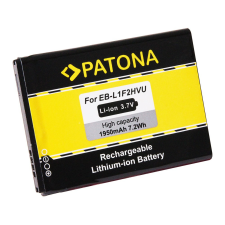 PATONA
For EB-L1F2HVU
Li-ion 3.7V
High capacity
1950mAh 7.2Wh
Rechargeable
Lithium-ion Battery